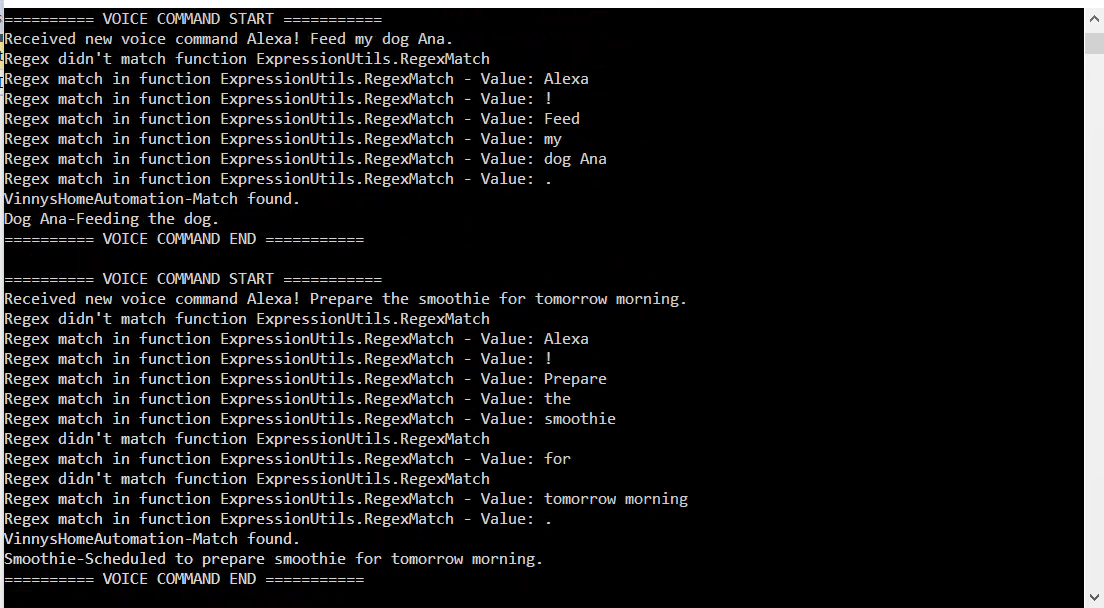 ========== VOICE COMMAND START ===========
Received new voice command Alexa! Feed my dog Ana.
Regex didn't match function ExpressionUtils.RegexMatch
Regex match in function ExpressionUtils.RegexMatch - Value: Alexa
Regex match in function ExpressionUtils.RegexMatch - Value: !
Regex match in function ExpressionUtils.RegexMatch - Value: Feed
Regex match in function ExpressionUtils.RegexMatch - Value: my
Regex match in function ExpressionUtils.RegexMatch - Value: dog Ana
Regex match in function ExpressionUtils.RegexMatch - Value: .
VinnysHomeAutomation-Match found.
Dog Ana-Feeding the dog.
========== VOICE COMMAND END ===========
========== VOICE COMMAND START ===========
Received new voice command Alexa! Prepare the smoothie for tomorrow morning.
Regex didn't match function ExpressionUtils.RegexMatch
Regex match in function ExpressionUtils.RegexMatch - Value: Alexa
Regex match in function ExpressionUtils.RegexMatch - Value: !
Regex match in function ExpressionUtils.RegexMatch - Value: Prepare
Regex match in function ExpressionUtils.RegexMatch - Value: the
Regex match in function ExpressionUtils.RegexMatch - Value: smoothie
Regex didn't match function ExpressionUtils.RegexMatch
Regex match in function ExpressionUtils.RegexMatch - Value: for
Regex didn't match function ExpressionUtils.RegexMatch
Regex match in function ExpressionUtils.RegexMatch - Value: tomorrow morning
Regex match in function ExpressionUtils.RegexMatch - Value: .
VinnysHomeAutomation-Match found.
Smoothie-Scheduled to prepare smoothie for tomorrow morning.
========== VOICE COMMAND END ===========